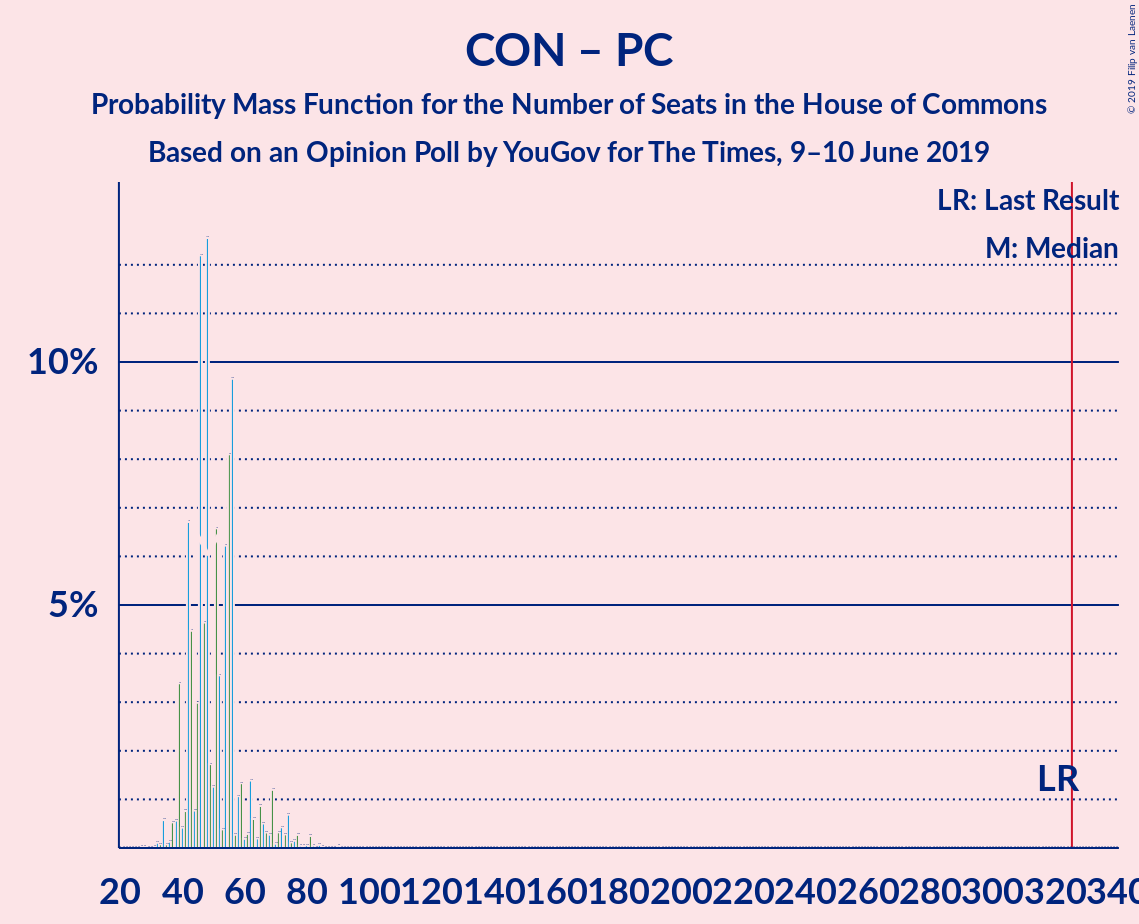 CON – PC
Probability Mass Function for the Number of Seats in the House of Commons
Based on an Opinion Poll by YouGov for The Times, 9–10 June 2019
© 2019 Filip van Laenen
LR: Last Result
M: Median
10%
5%
LR
20 40 60 80 100 120 140 160 180 200 220 240 260 280 300 320 340